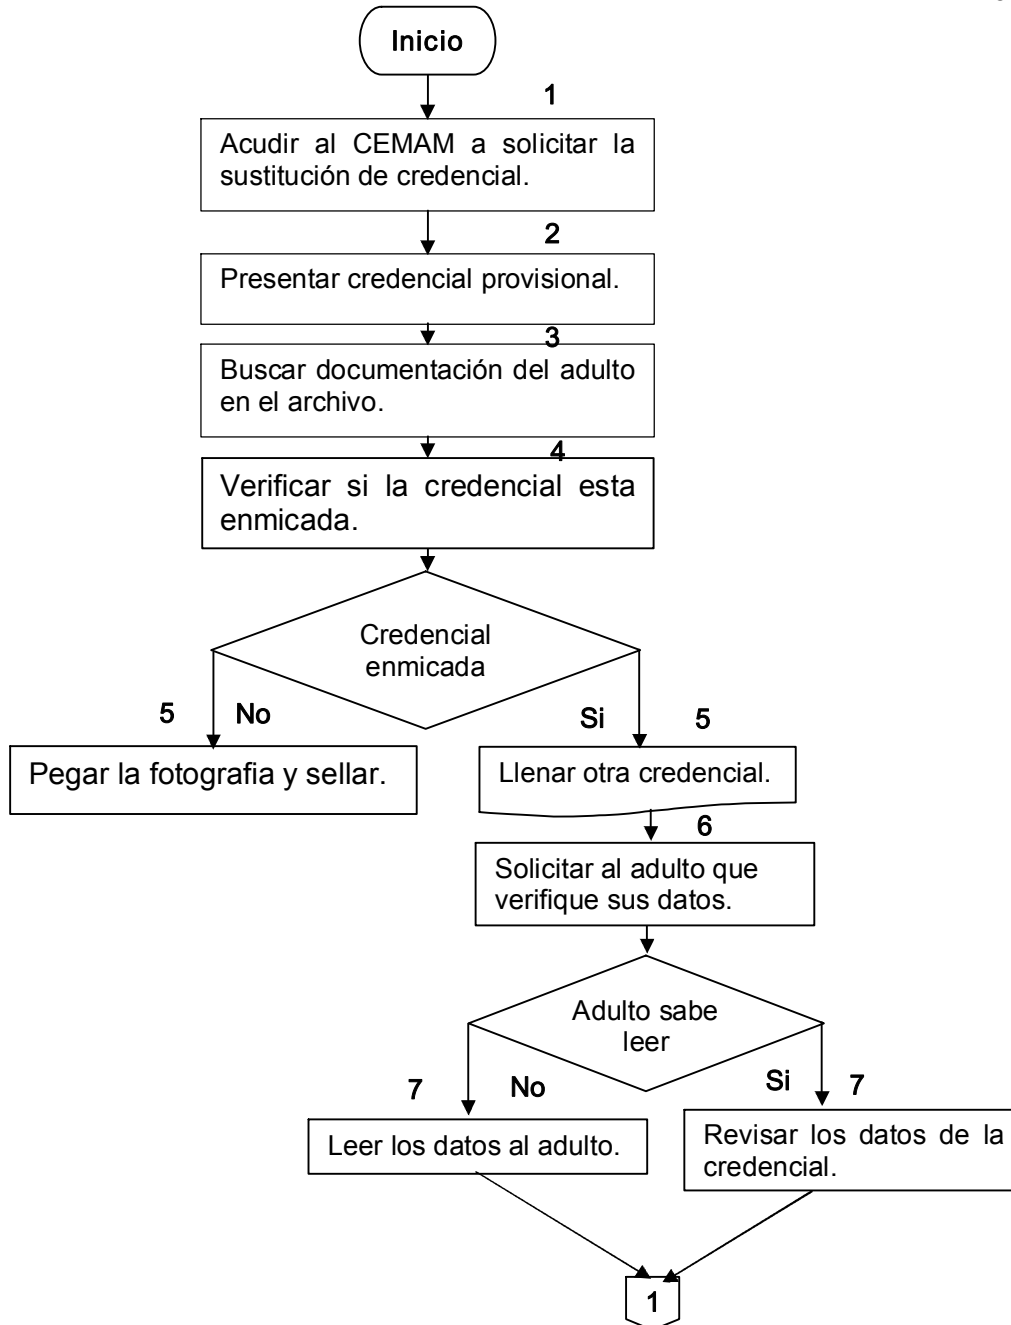 Inicio
1
Acudir al CEMAM a solicitar la
sustitución de credencial.
2
Presentar credencial provisional.
3
Buscar documentación del adulto
en el archivo.
4
Verificar si la credencial esta
enmicada.
Credencial
enmicada
5 No
Si 5
Pegar la fotografia y sellar.
Llenar otra credencial.
6
Solicitar al adulto que
verifique sus datos.
Adulto sabe
leer
7 No
Si 7
Leer los datos al adulto.
Revisar los datos de la
credencial.
1